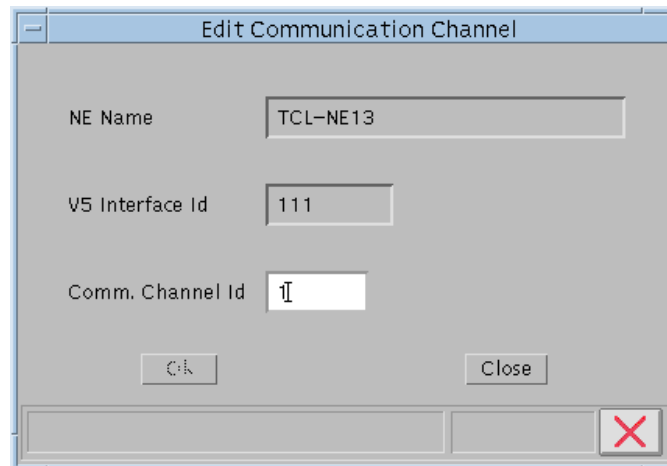 Edit Communication Channel
NE Name TCL-NE13
V5 Interface Id 111
Comm. Channel Id 1
Ok Close